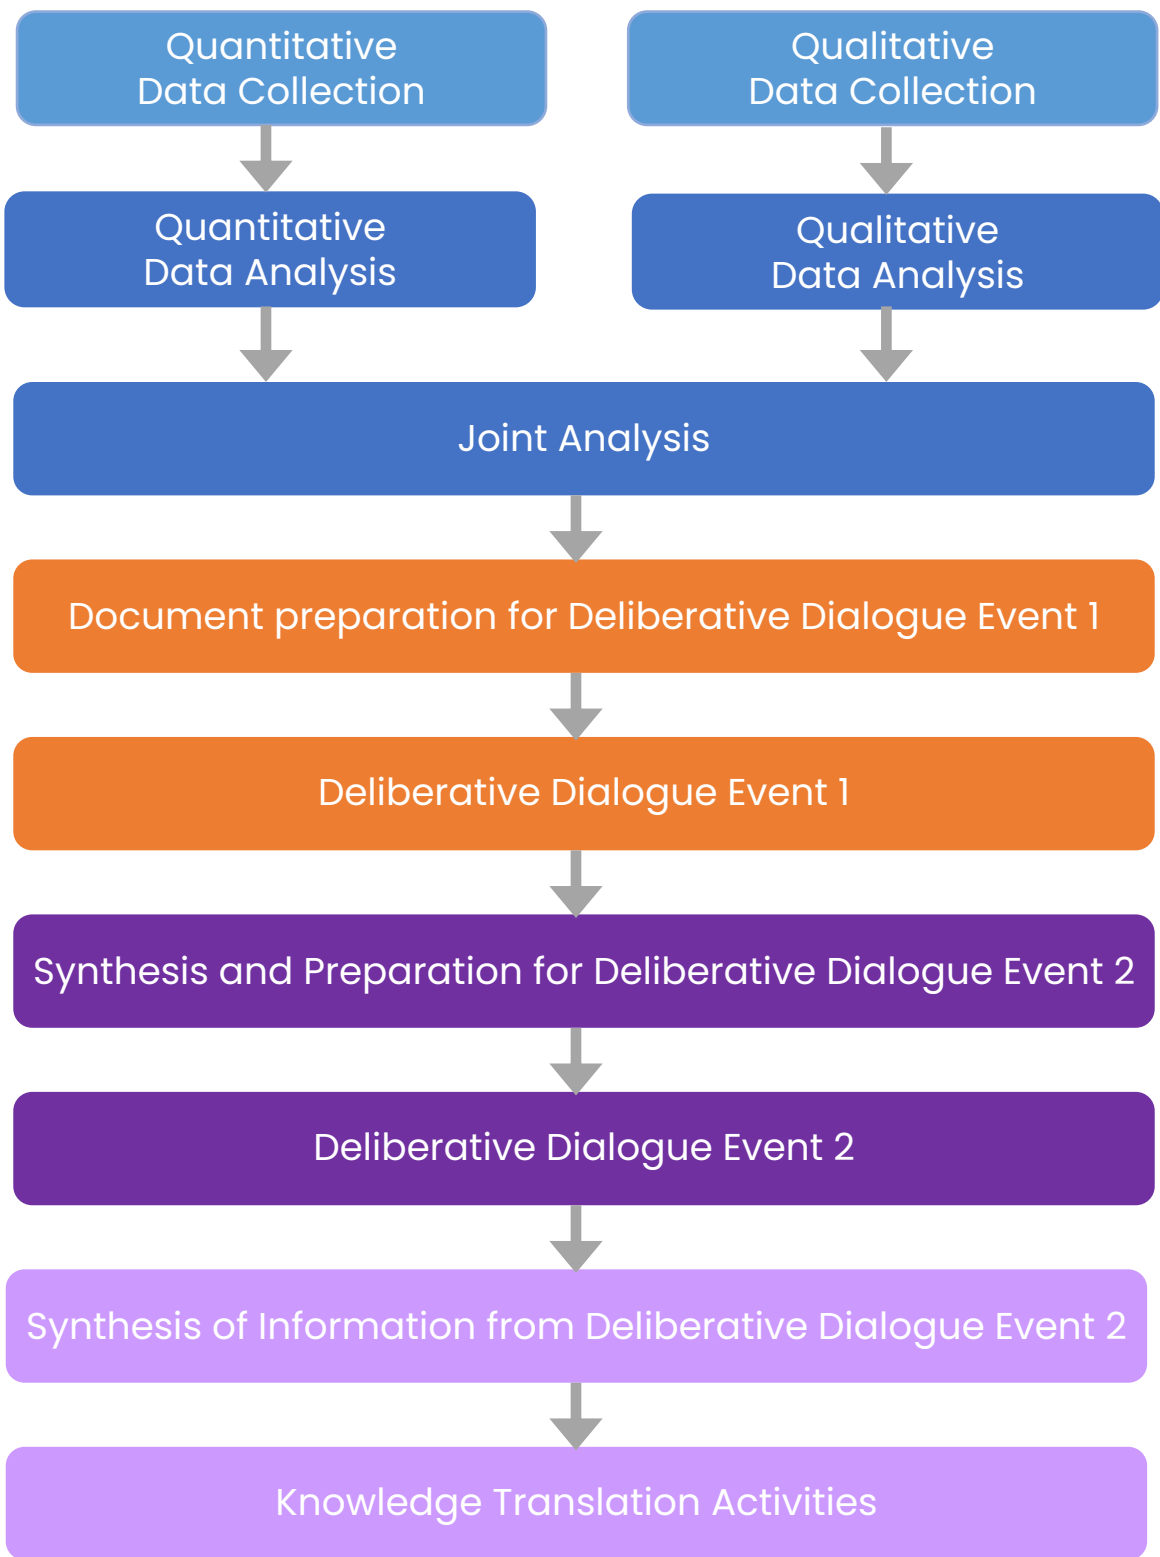 Quantitative
Data Collection
Qualitative
Data Collection
Quantitative
Data Analysis
Qualitative
Data Analysis
Joint Analysis
Document preparation for Deliberative Dialogue Event 1
Deliberative Dialogue Event 1
Synthesis and Preparation for Deliberative Dialogue Event 2
Deliberative Dialogue Event 2
Synthesis of Information from Deliberative Dialogue Event 2
Knowledge Translation Activities